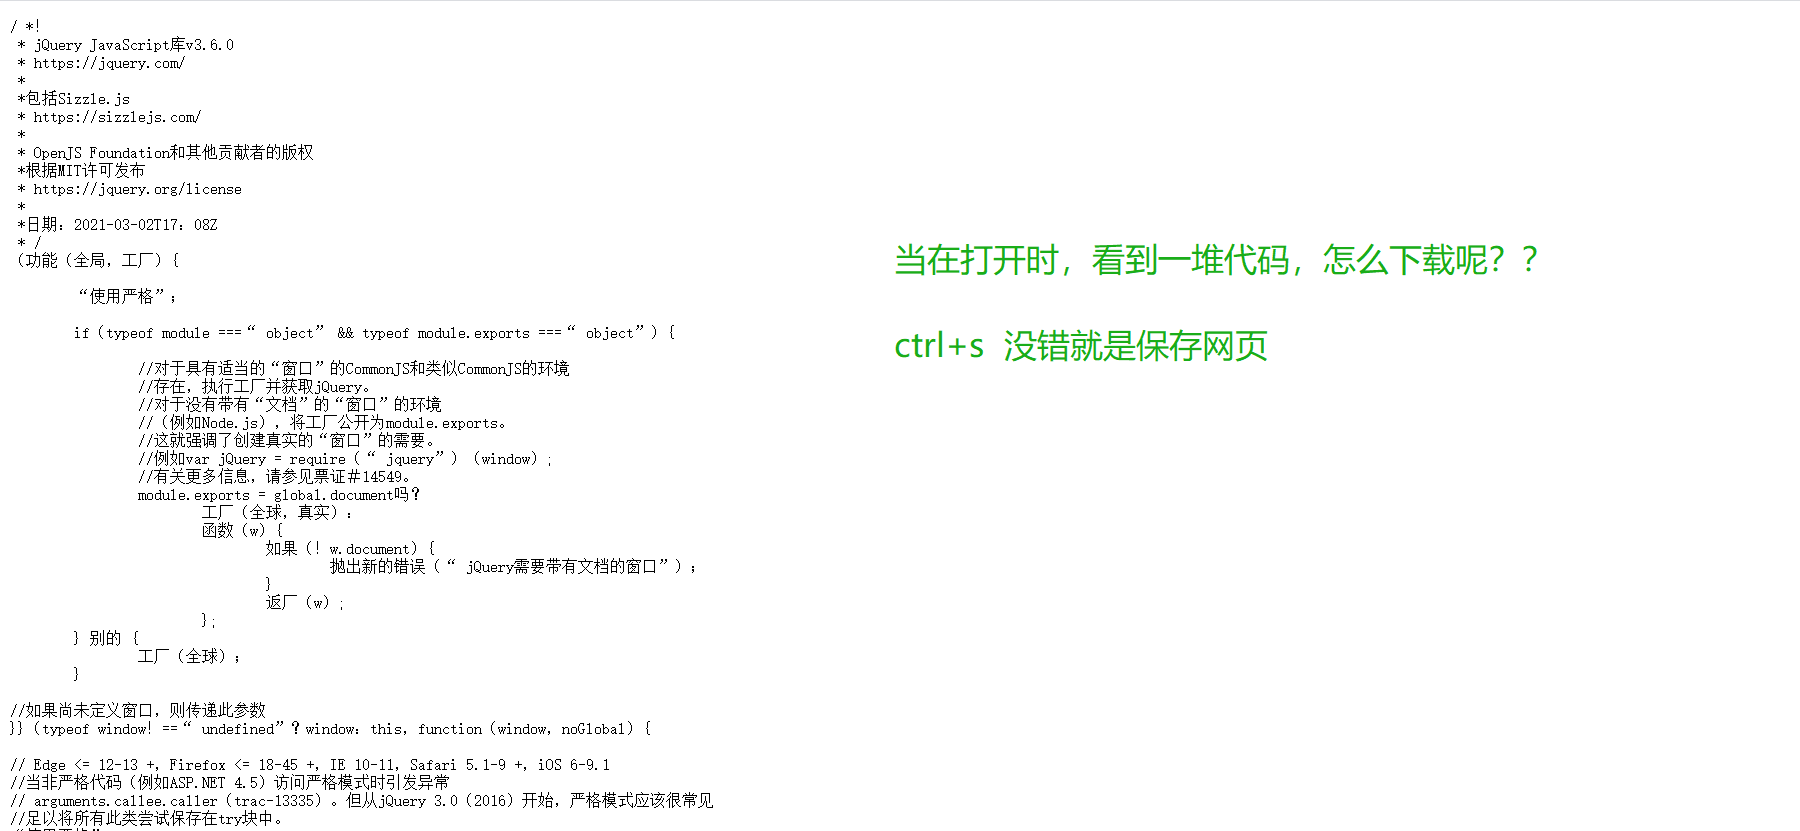 / *!
* jQuery JavaScript库v3.6.0
* https://jquery.com/
*
*包括Sizzle.js
* https://sizzlejs.com/
*
* OpenJS Foundation和其他贡献者的版权
*根据MIT许可发布
* https://jquery.org/license
*
*日期：2021-03-02T17：08Z
* /
（功能（全局，工厂）{
“使用严格”；
if（typeof module ===“ object” && typeof module.exports ===“ object”）{
//对于具有适当的“窗口”的CommonJS和类似CommonJS的环境
//存在，执行工厂并获取jQuery。
//对于没有带有“文档”的“窗口”的环境
//（例如Node.js），将工厂公开为module.exports。
//这就强调了创建真实的“窗口”的需要。
//例如var jQuery = require（“ jquery”）（window）;
//有关更多信息，请参见票证＃14549。
module.exports = global.document吗？
工厂（全球，真实）：
函数（w）{
如果（！w.document）{
抛出新的错误（“ jQuery需要带有文档的窗口”）；
}
返厂（w）;
};
} 别的 {
工厂（全球）；
}
//如果尚未定义窗口，则传递此参数
}}（typeof window！==“ undefined”？window：this，function（window，noGlobal）{
// Edge <= 12-13 +，Firefox <= 18-45 +，IE 10-11，Safari 5.1-9 +，iOS 6-9.1
//当非严格代码（例如ASP.NET 4.5）访问严格模式时引发异常
// arguments.callee.caller（trac-13335）。但从jQuery 3.0（2016）开始，严格模式应该很常见
//足以将所有此类尝试保存在try块中。
当在打开时，看到一堆代码，怎么下载呢？？
ctrl+s 没错就是保存网页